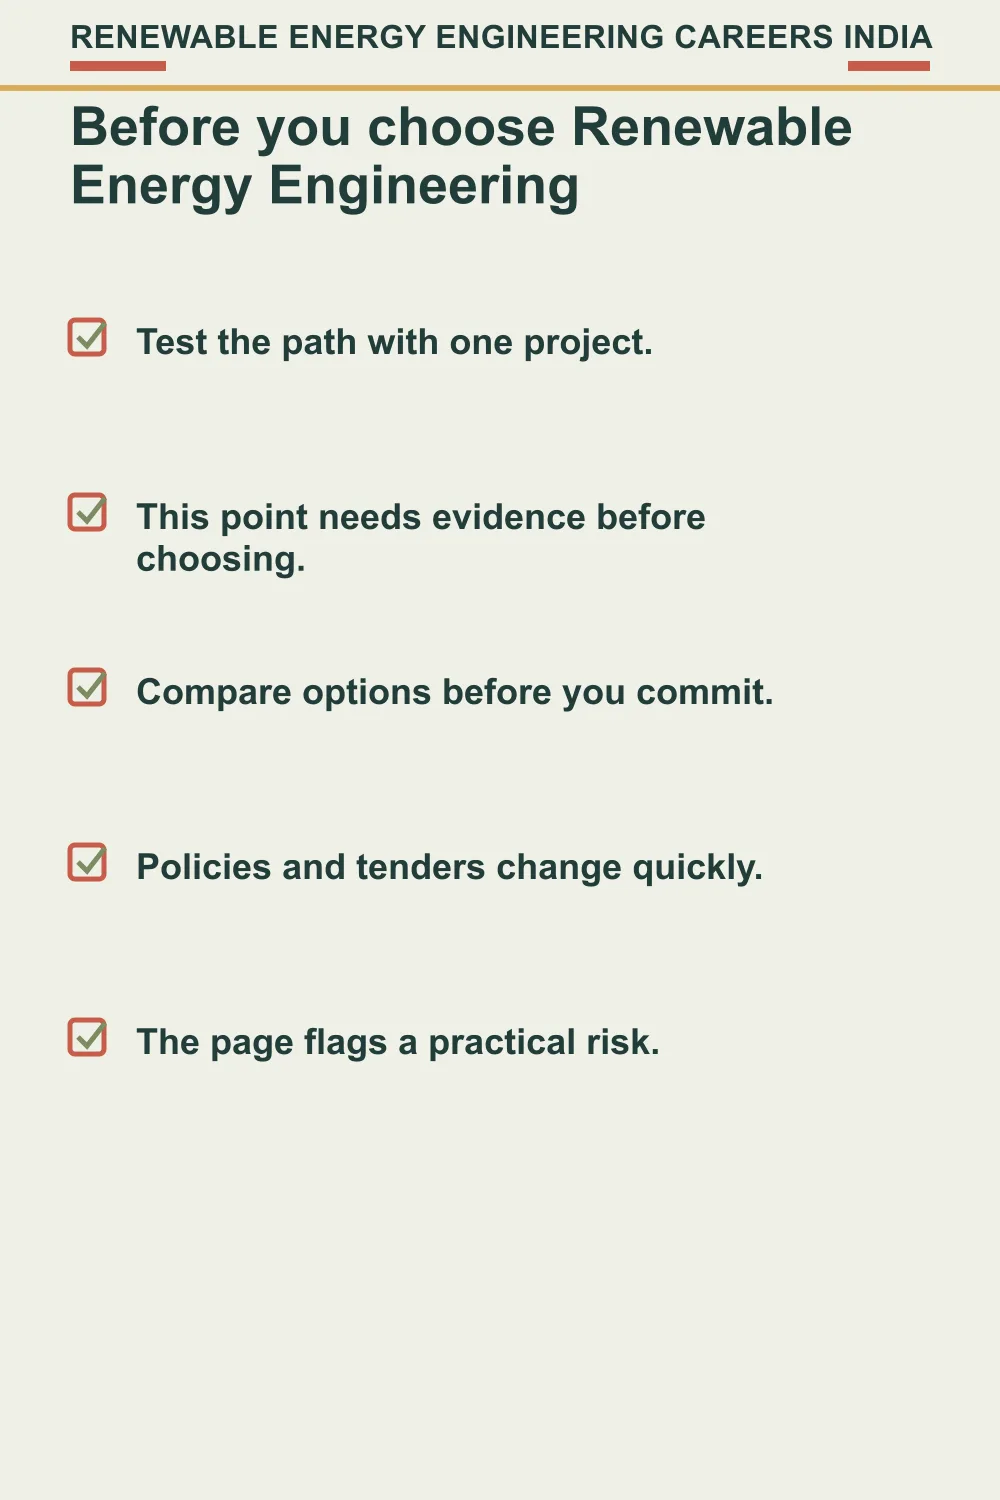 RENEWABLE ENERGY ENGINEERING CAREERS INDIA
Before you choose Renewable
Energy Engineering
Test the path with one project.
This point needs evidence before
choosing.
Compare options before you commit.
Policies and tenders change quickly.
The page flags a practical risk.